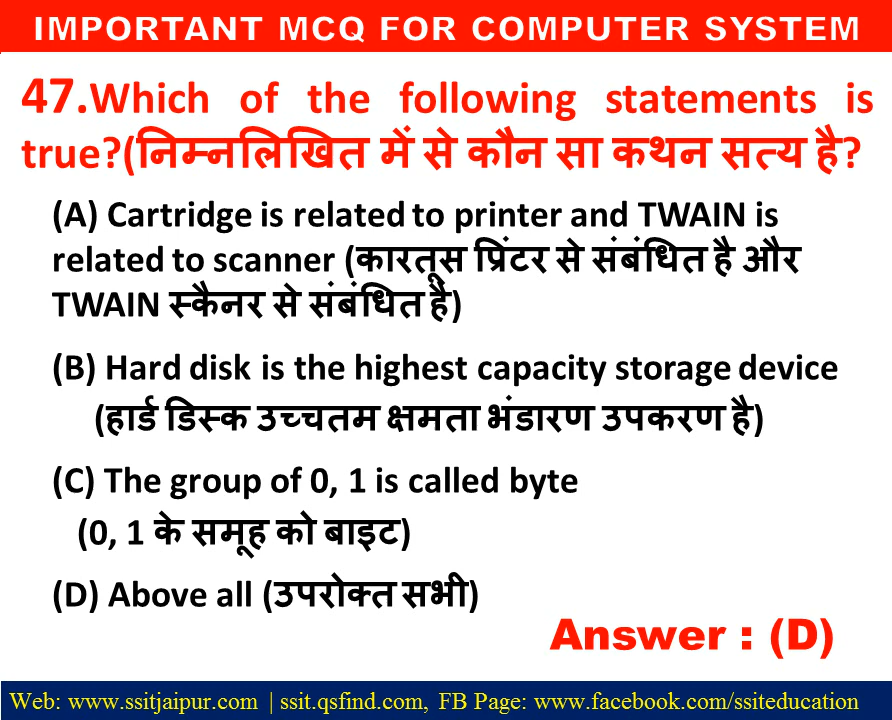 IMPORTANT MCQ FOR COMPUTER SYSTEM
47.Which of the following statements is
true?(निम्नलिखित में से कौन सा कथन सत्य है?
(A) Cartridge is related to printer and TWAIN is
related to scanner (कारतूस प्रिंटर से संबंधित है और
TWAIN स्कैनर से संबंधित है)
(B) Hard disk is the highest capacity storage device
(हार्ड डिस्क उच्चतम क्षमता भंडारण उपकरण है)
(C) The group of 0, 1 is called byte
(0, 1 के समूह को बाइट)
(D) Above all (उपरोक्त सभी)
Answer : (D)
Web: www.ssitjaipur.com | ssit.qsfind.com, FB Page: www.facebook.com/ssiteducation